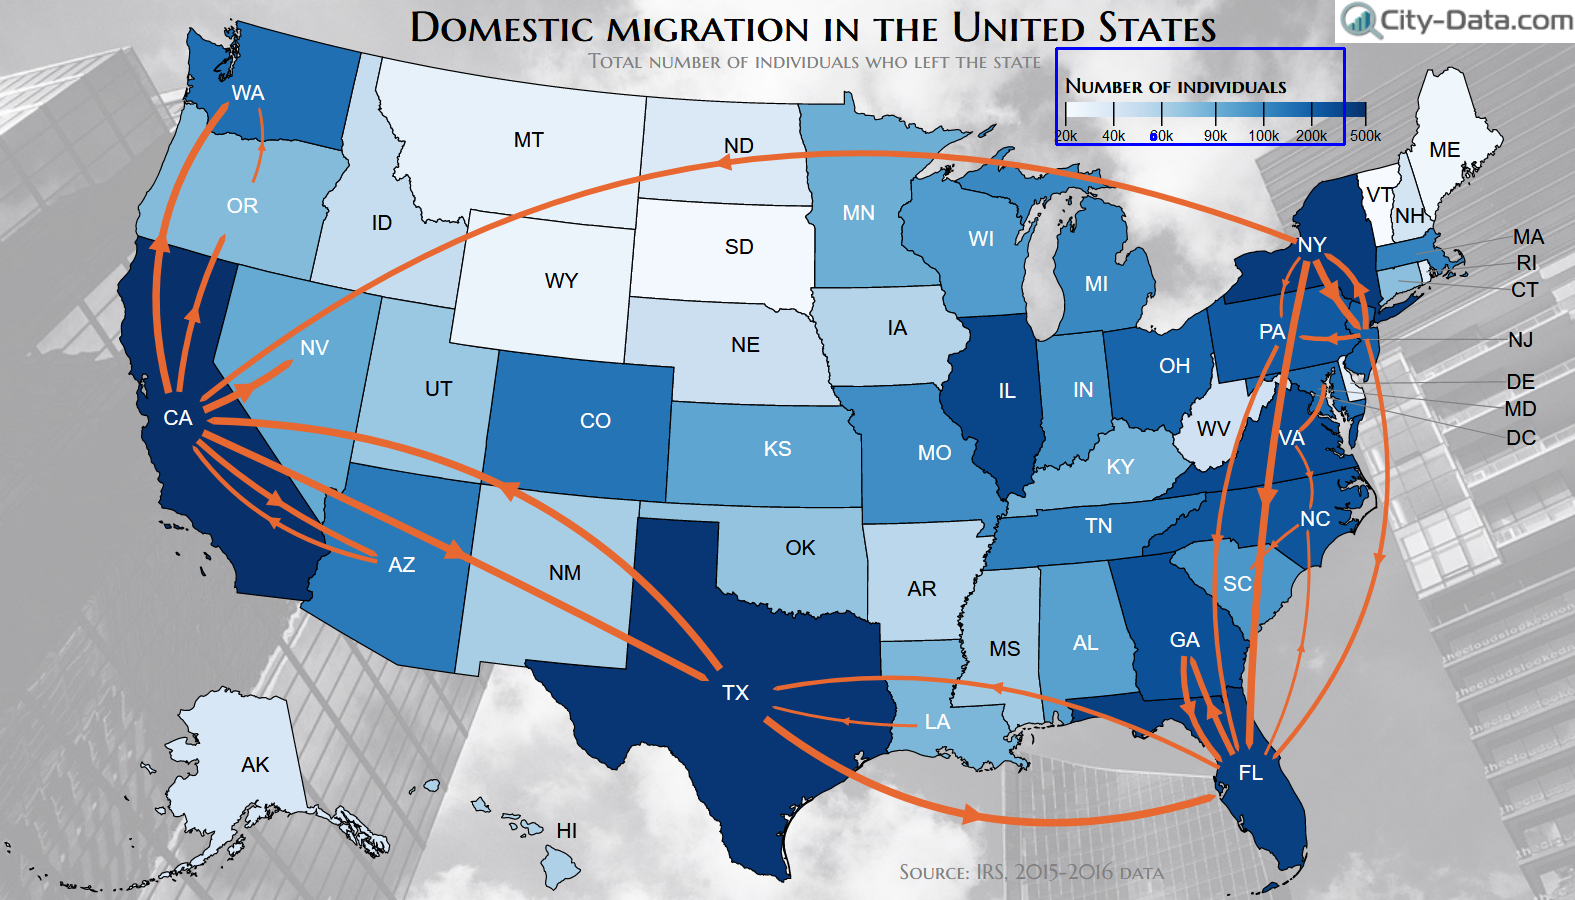 Domestic migration in the United States
City-Data.com
Total number of individuals who left the state
Number of individuals
20k 40k 60k 90k 100k 200k 500k
WA
MT
ND
ME
OR
ID
MN
VT
NH
SD
WI
NY
MA
RI
WY
MI
CT
NV
NE
IA
PA
NJ
UT
IL
IN
OH
DE
MD
CA
CO
KS
MO
WV
VA
DC
KY
AZ
NM
OK
TN
NC
AR
SC
MS
AL
GA
TX
LA
AK
FL
HI
Source: IRS, 2015-2016 data